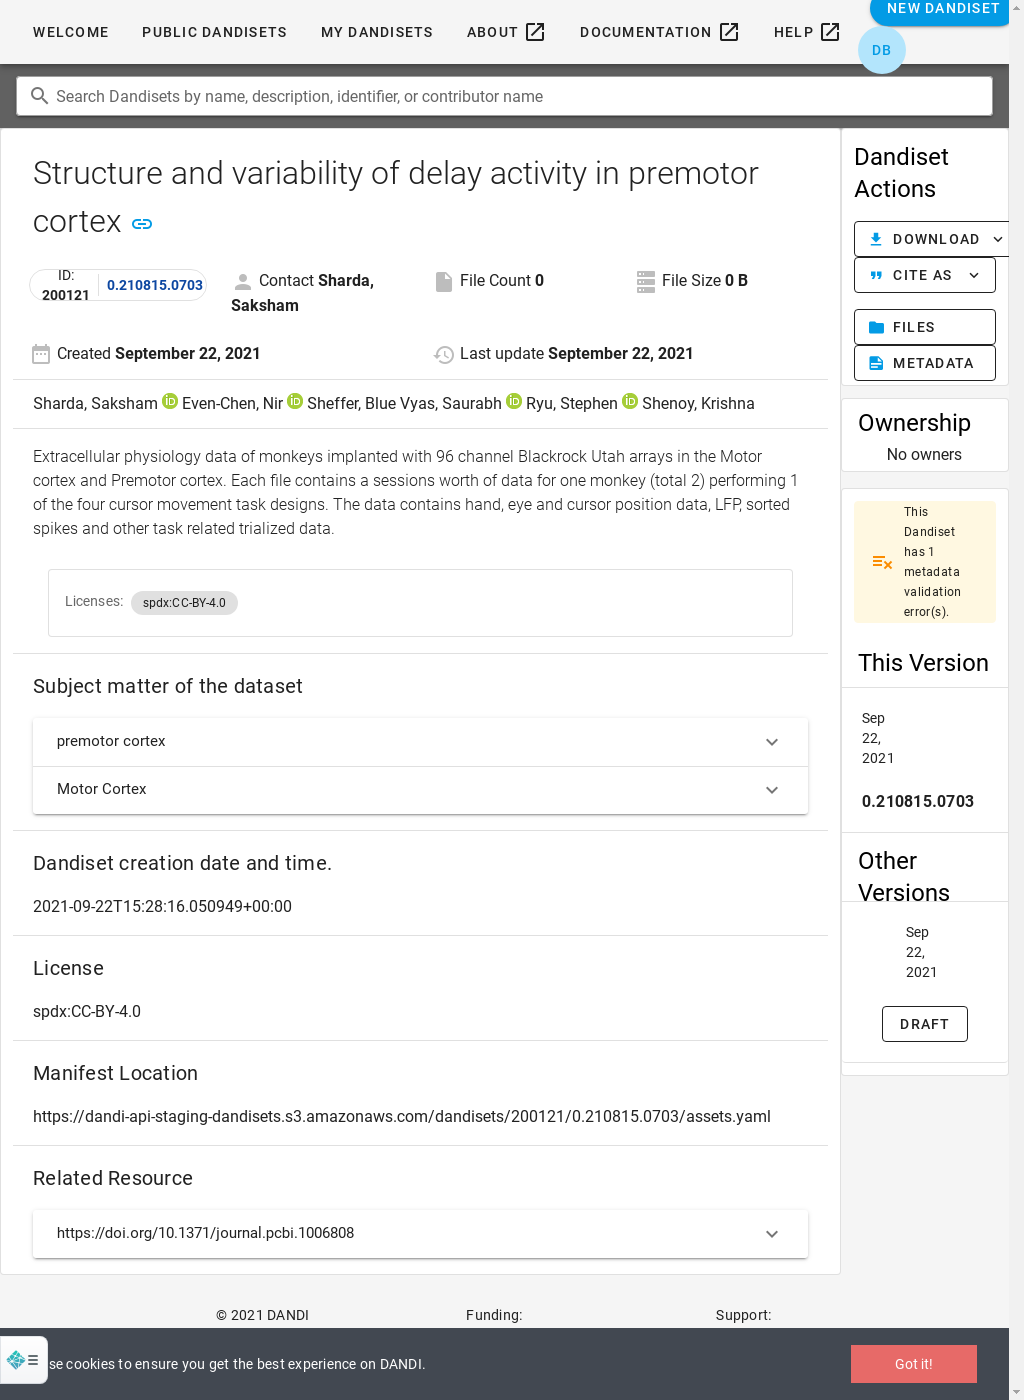 WELCOME PUBLIC DANDISETS MY DANDISETS ABOUT DOCUMENTATION HELP NEW DANDISET
DB
Search Dandisets by name, description, identifier, or contributor name
Structure and variability of delay activity in premotor
cortex
ID:
200121 0.210815.0703
Contact Sharda,
Saksham
File Count 0
File Size 0 B
Created September 22, 2021
Last update September 22, 2021
Sharda, Saksham Even-Chen, Nir Sheffer, Blue Vyas, Saurabh Ryu, Stephen Shenoy, Krishna
Extracellular physiology data of monkeys implanted with 96 channel Blackrock Utah arrays in the Motor
cortex and Premotor cortex. Each file contains a sessions worth of data for one monkey (total 2) performing 1
of the four cursor movement task designs. The data contains hand, eye and cursor position data, LFP, sorted
spikes and other task related trialized data.
Licenses: spdx:CC-BY-4.0
Subject matter of the dataset
premotor cortex
Motor Cortex
Dandiset creation date and time.
2021-09-22T15:28:16.050949+00:00
License
spdx:CC-BY-4.0
Manifest Location
https://dandi-api-staging-dandisets.s3.amazonaws.com/dandisets/200121/0.210815.0703/assets.yaml
Related Resource
https://doi.org/10.1371/journal.pcbi.1006808
Dandiset
Actions
DOWNLOAD
CITE AS
FILES
METADATA
Ownership
No owners
This
Dandiset
has 1
metadata
validation
error(s).
This Version
Sep
22,
2021
0.210815.0703
Other
Versions
Sep
22,
2021
DRAFT
© 2021 DANDI
Funding:
Support:
se cookies to ensure you get the best experience on DANDI.
Got it!